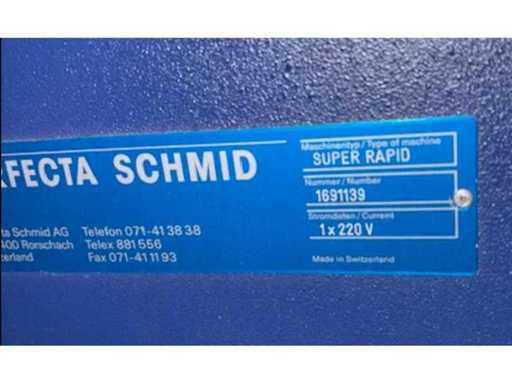 RFECTA SCHMID
ta Schmid AG Telefon 071-41 38 38
400 Rorschach Telex 881 556
zerland Fax 071-41 11 93
Maschinentyp / Type of machine
SUPER RAPID
Nummer / Number
1691139
Stromdaten / Current
1 x 220 V
Made in Switzerland